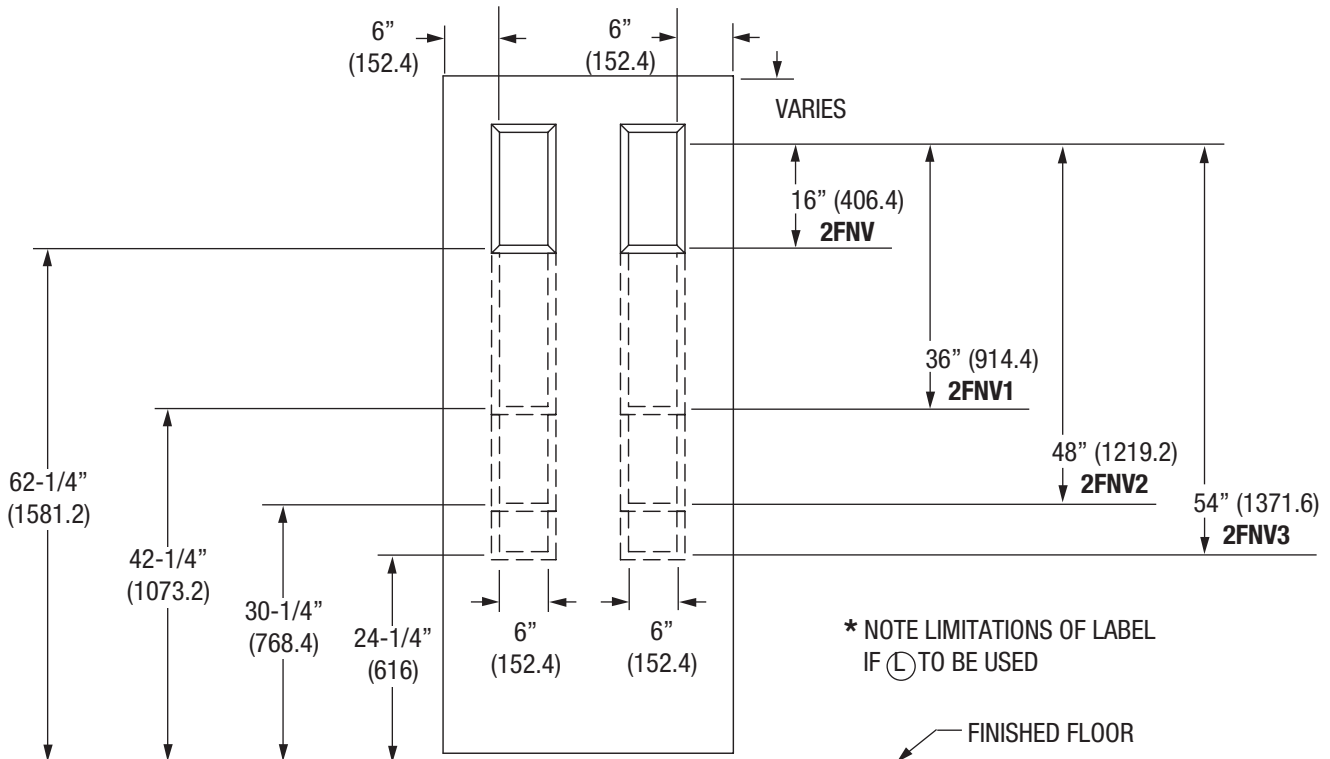 6” 6”
(152.4) (152.4)
VARIES
16” (406.4)
2FNV
36” (914.4)
2FNV1
48” (1219.2)
2FNV2
54” (1371.6)
2FNV3
62-1/4”
(1581.2)
42-1/4”
(1073.2)
30-1/4”
(768.4)
24-1/4”
(616)
6” 6”
(152.4) (152.4)
* NOTE LIMITATIONS OF LABEL
IF Ⓛ TO BE USED
FINISHED FLOOR